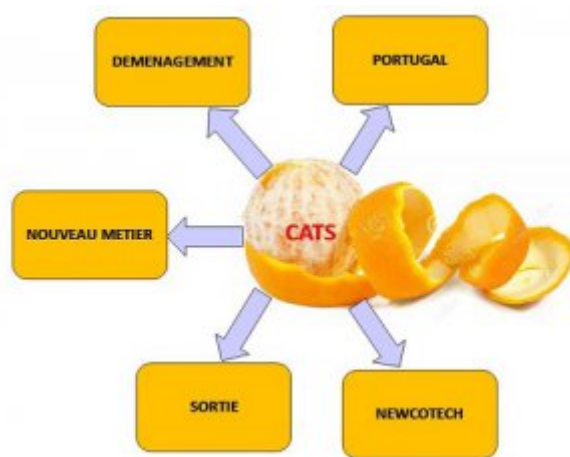 DEMENAGEMENT
PORTUGAL
NOUVEAU METIER
CATS
SORTIE
NEWCOTECH